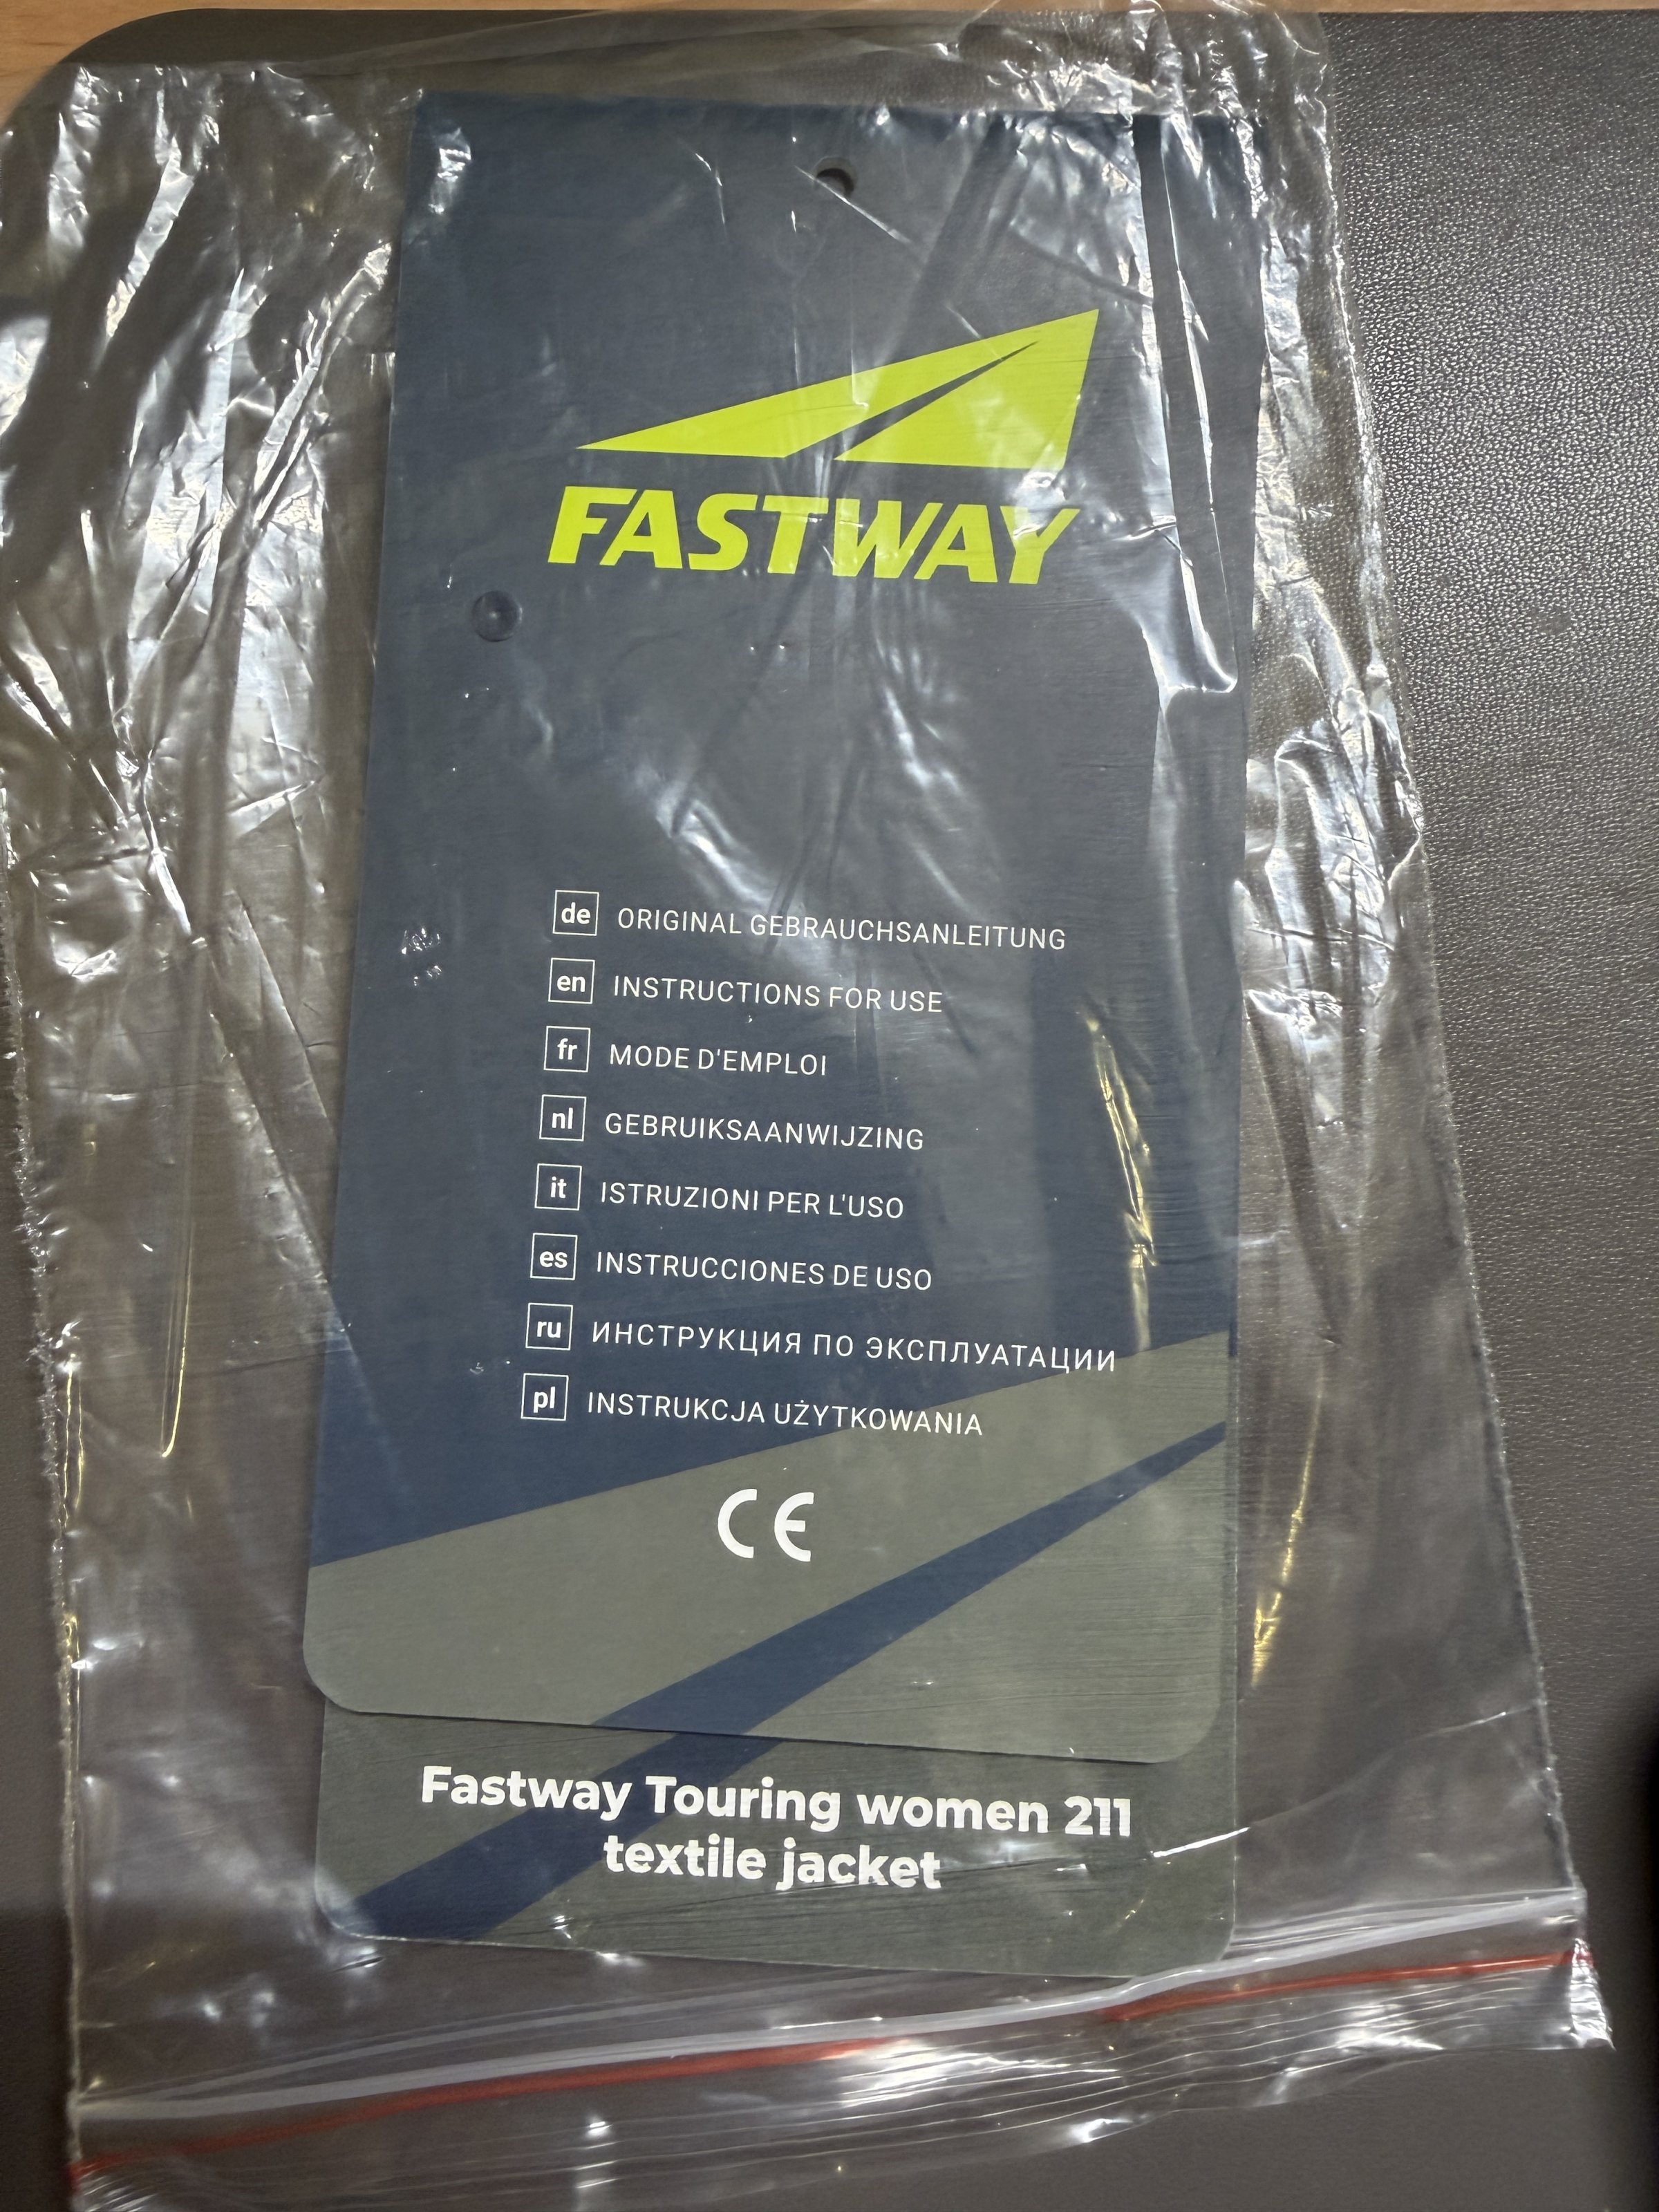 FASTWAY
de ORIGINAL GEBRAUCHSANLEITUNG
en INSTRUCTIONS FOR USE
fr MODE D'EMPLOI
nl GEBRUIKSAANWIJZING
it ISTRUZIONI PER L'USO
es INSTRUCCIONES DE USO
ru ИНСТРУКЦИЯ ПО ЭКСПЛУАТАЦИИ
pl INSTRUKCJA UŻYTKOWANIA
CE
Fastway Touring women 211
textile jacket